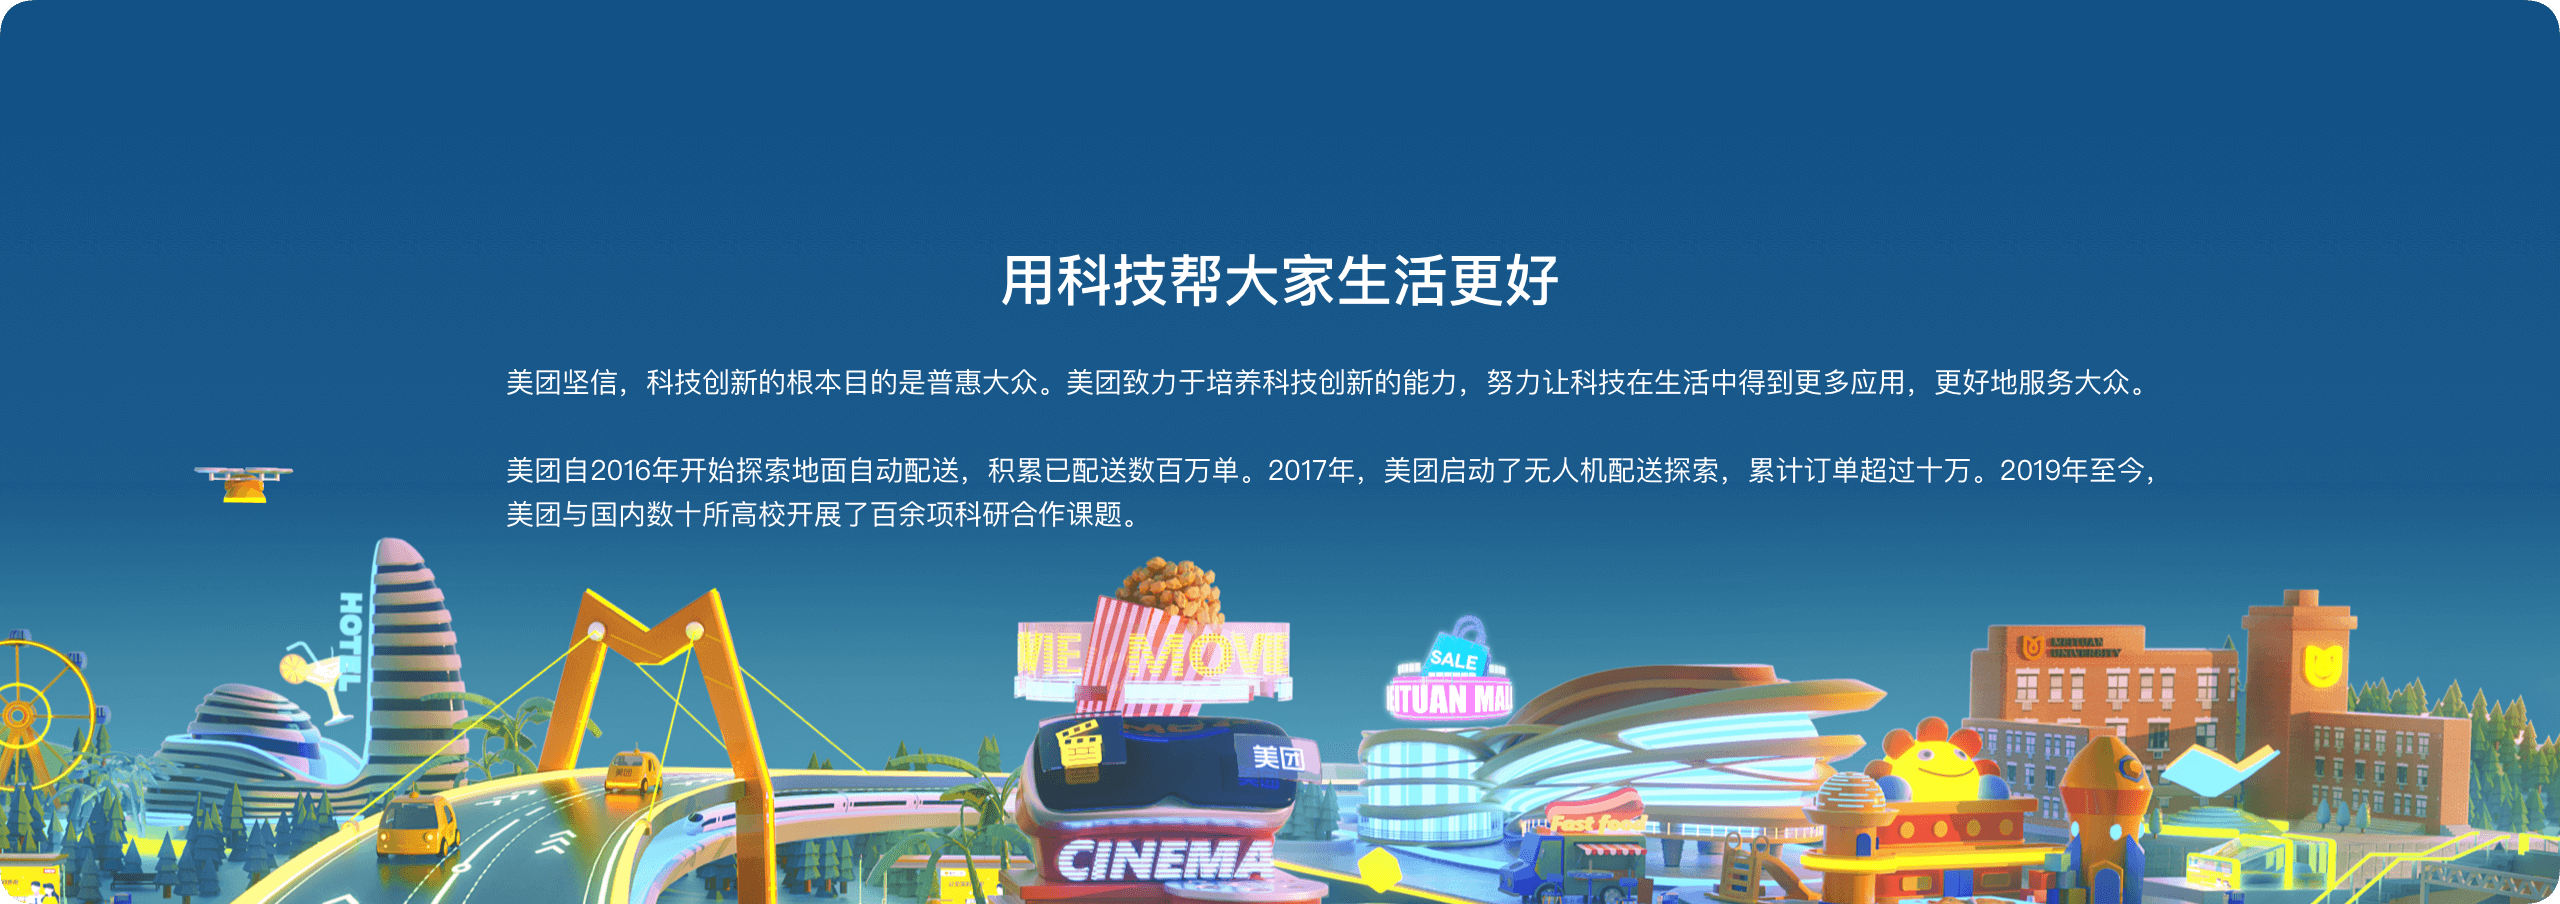 用科技帮大家生活更好
美团坚信，科技创新的根本目的是普惠大众。美团致力于培养科技创新的能力，努力让科技在生活中得到更多应用，更好地服务大众。
美团自2016年开始探索地面自动配送，积累已配送数百万单。2017年，美团启动了无人机配送探索，累计订单超过十万。2019年至今，
美团与国内数十所高校开展了百余项科研合作课题。
HOTEL
VIE MOVIE
SALE
EITUAN MALL
MEITUAN
UNIVERSITY
美团
美团
Fast food
CINEMA